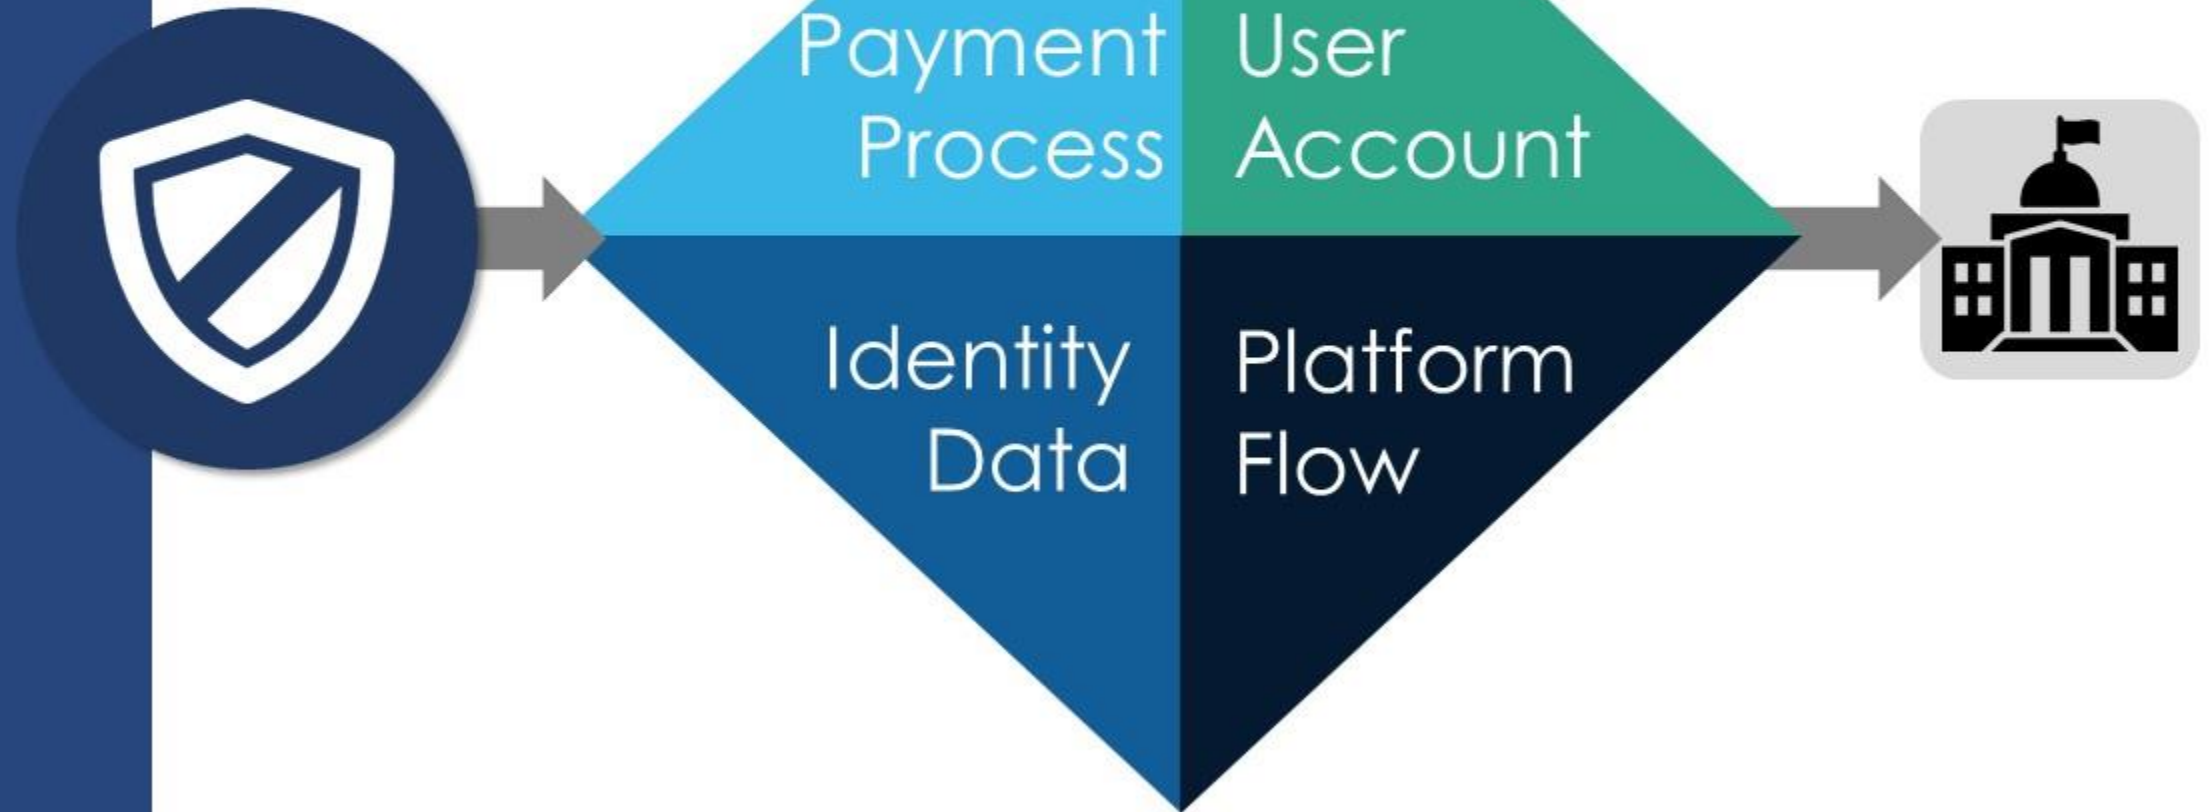 Payment
Process
User
Account
Identity
Data
Platform
Flow